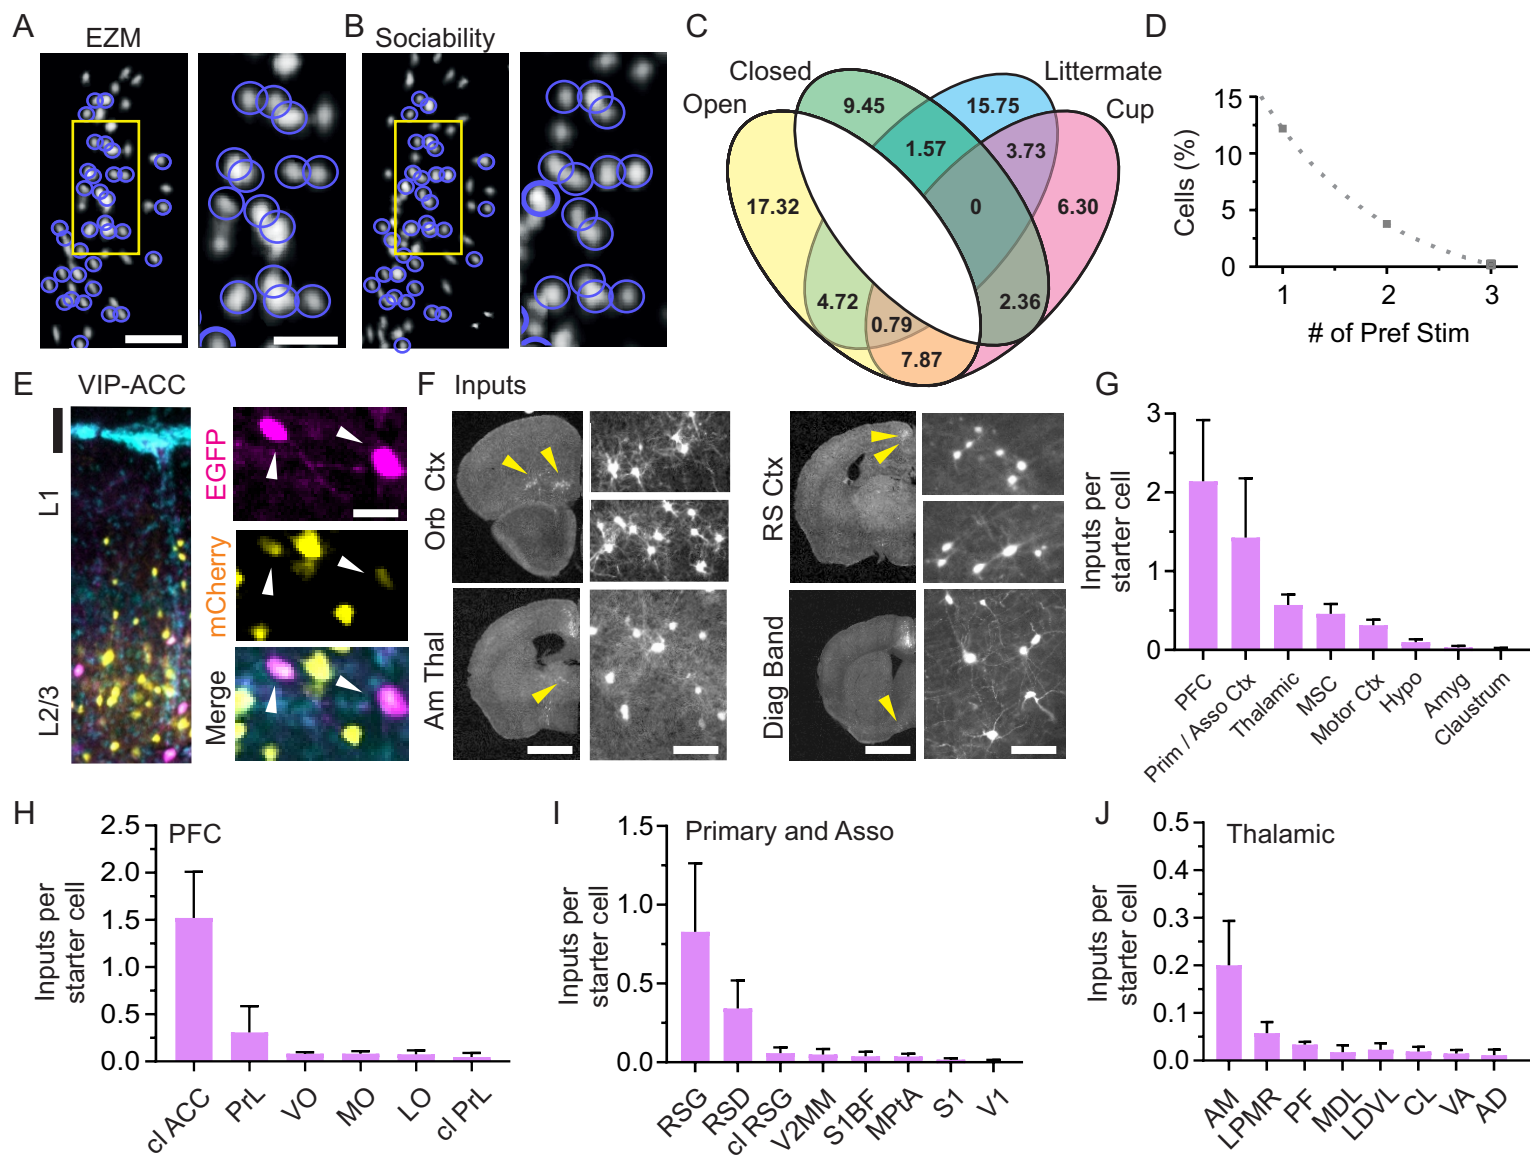 A
EZM
B
Sociability
C
Closed
Open
Littermate
Cup
9.45
15.75
1.57
3.73
17.32
0
6.30
4.72
0.79
2.36
7.87
D
Cells (%)
15
10
5
0
1
2
3
# of Pref Stim
E
VIP-ACC
L1
L2/3
EGFP
mCherry
Merge
F
Inputs
Orb Ctx
Am Thal
RS Ctx
Diag Band
G
Inputs per
starter cell
3
2
1
0
PFC
Prim / Asso Ctx
Thalamic
MSC
Motor Ctx
Hypo
Amyg
Claustrum
H
PFC
Inputs per
starter cell
2.5
2.0
1.5
1.0
0.5
0.0
cl ACC
PrL
VO
MO
LO
cl PrL
I
Primary and Asso
Inputs per
starter cell
1.5
1.0
0.5
0.0
RSG
RSD
cl RSG
V2MM
S1BF
MPtA
S1
V1
J
Thalamic
Inputs per
starter cell
0.5
0.4
0.3
0.2
0.1
0.0
AM
LPMR
PF
MDL
LDVL
CL
VA
AD